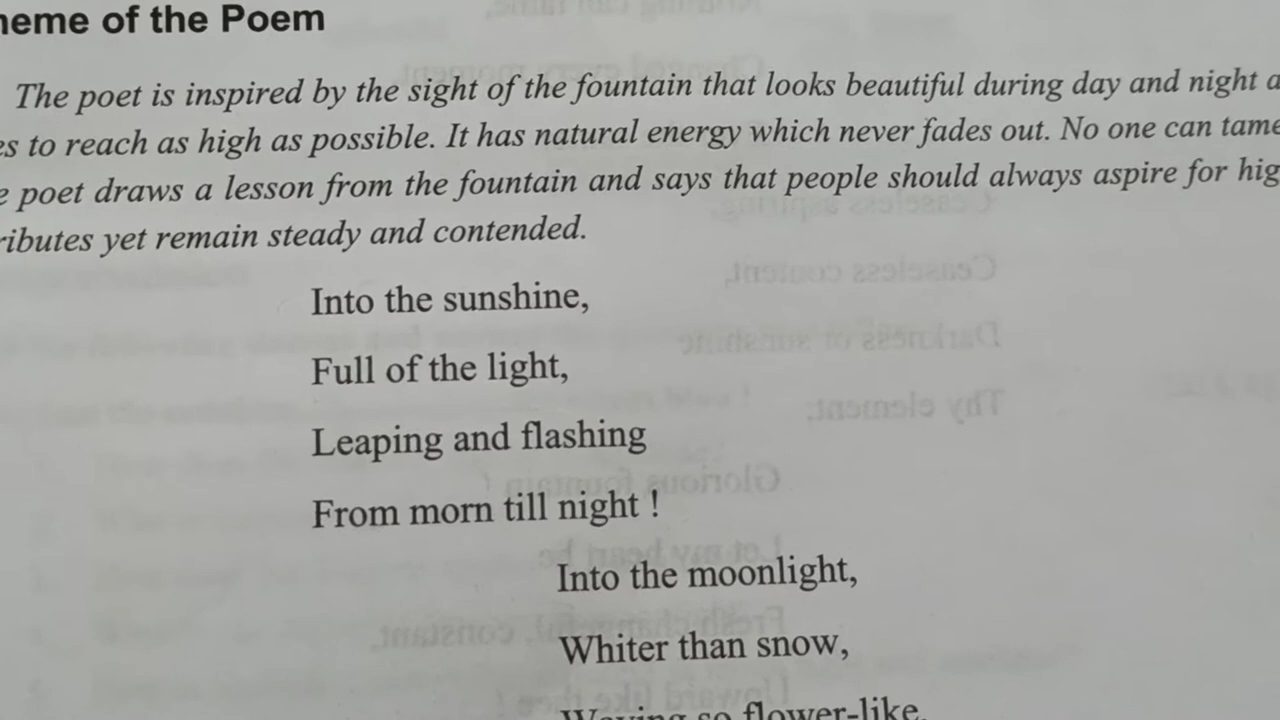 heme of the Poem
The poet is inspired by the sight of the fountain that looks beautiful during day and night a
es to reach as high as possible. It has natural energy which never fades out. No one can tame
e poet draws a lesson from the fountain and says that people should always aspire for hig
ributes yet remain steady and contended.
Into the sunshine,
Full of the light,
Leaping and flashing
From morn till night !
Into the moonlight,
Whiter than snow,
Waving so flower-like,